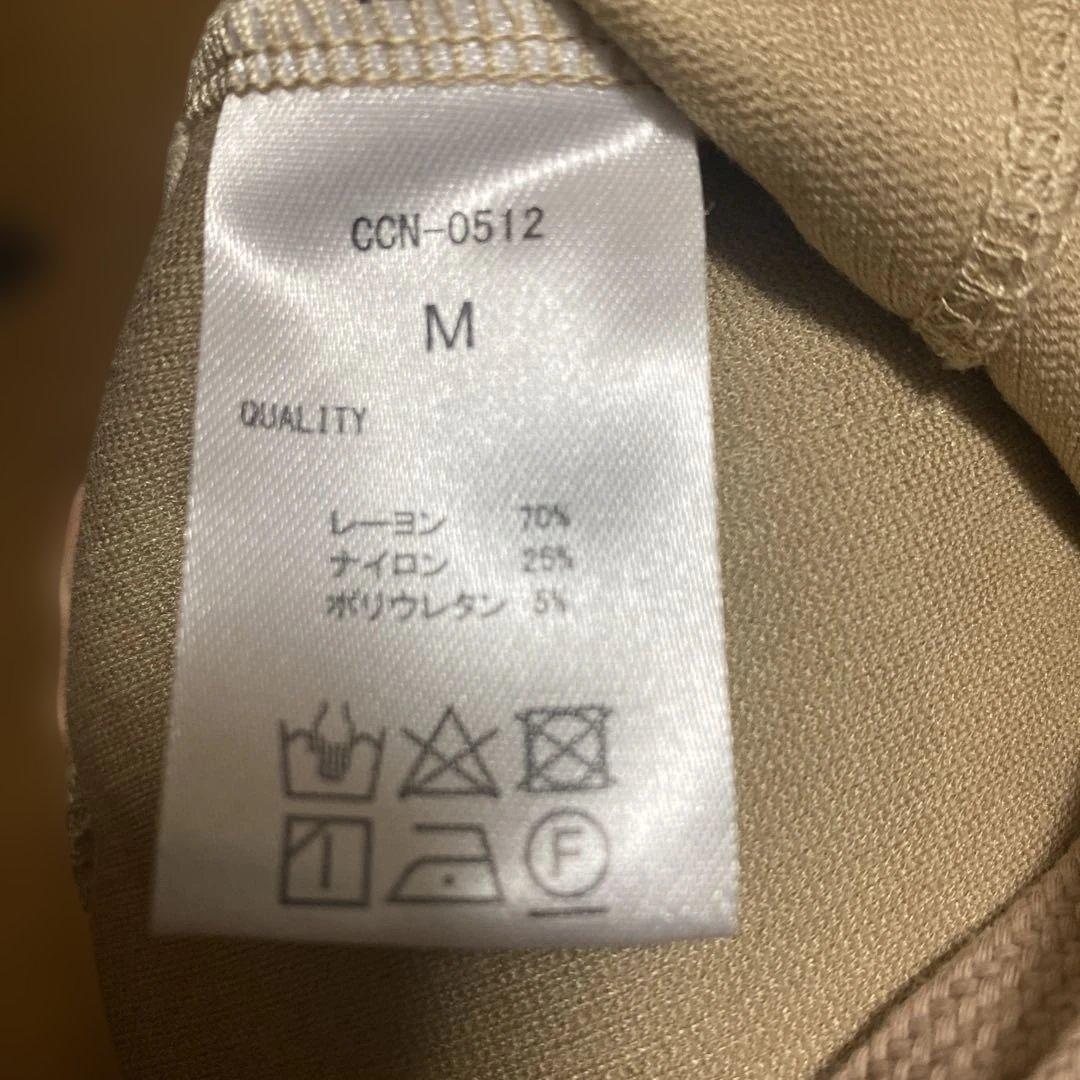 CCN-0512
M
QUALITY
レーヨン 70%
ナイロン 25%
ポリウレタン 5%
F